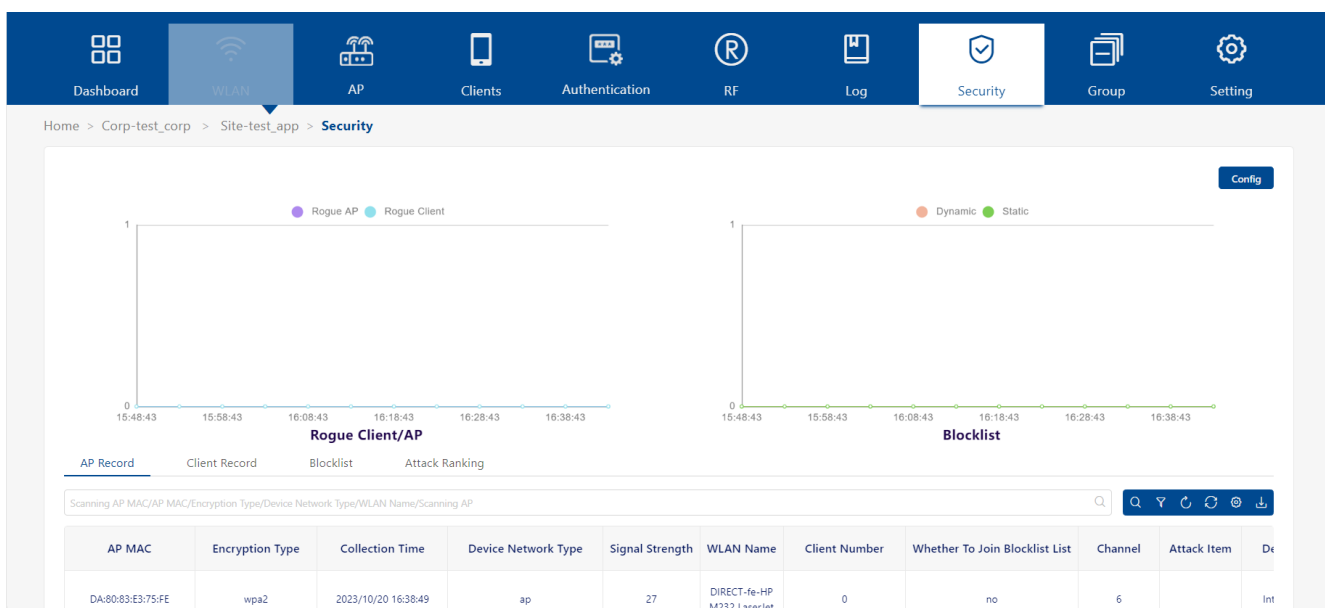 Dashboard WLAN AP Clients Authentication RF Log Security Group Setting
Home > Corp-test_corp > Site-test_app > Security
Config
Rogue AP Rogue Client
Dynamic Static
1
0
15:48:43 15:58:43 16:08:43 16:18:43 16:28:43 16:38:43
Rogue Client/AP
1
0
15:48:43 15:58:43 16:08:43 16:18:43 16:28:43 16:38:43
Blocklist
AP Record Client Record Blocklist Attack Ranking
Scanning AP MAC/AP MAC/Encryption Type/Device Network Type/WLAN Name/Scanning AP
AP MAC Encryption Type Collection Time Device Network Type Signal Strength WLAN Name Client Number Whether To Join Blocklist List Channel Attack Item De
DA:80:83:E3:75:FE wpa2 2023/10/20 16:38:49 ap 27 DIRECT-fe-HP 0 no 6 Int
M232 LaserJet